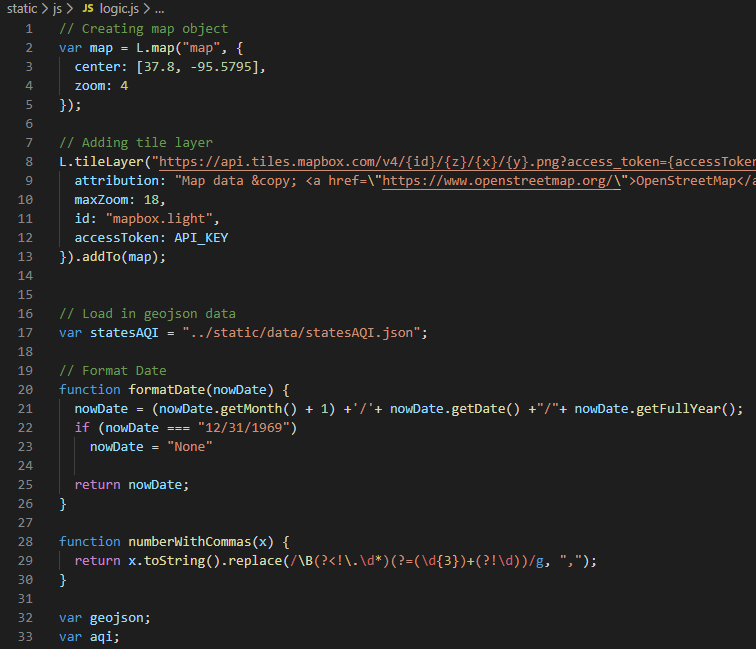 static > js > JS logic.js > ...
1 // Creating map object
2 var map = L.map("map", {
3 center: [37.8, -95.5795],
4 zoom: 4
5 });
6
7 // Adding tile layer
8 L.tileLayer("https://api.tiles.mapbox.com/v4/{id}/{z}/{x}/{y}.png?access_token={accessToken
9 attribution: "Map data &copy; <a href=\"https://www.openstreetmap.org/\">OpenStreetMap</a
10 maxZoom: 18,
11 id: "mapbox.light",
12 accessToken: API_KEY
13 }).addTo(map);
14
15
16 // Load in geojson data
17 var statesAQI = "../static/data/statesAQI.json";
18
19 // Format Date
20 function formatDate(nowDate) {
21 nowDate = (nowDate.getMonth() + 1) +'/'+ nowDate.getDate() +"/"+ nowDate.getFullYear();
22 if (nowDate === "12/31/1969")
23 nowDate = "None"
24
25 return nowDate;
26 }
27
28 function numberWithCommas(x) {
29 return x.toString().replace(/\B(?<!\.\d*)(?=(\d{3})+(?!\d))/g, ",");
30 }
31
32 var geojson;
33 var aqi;